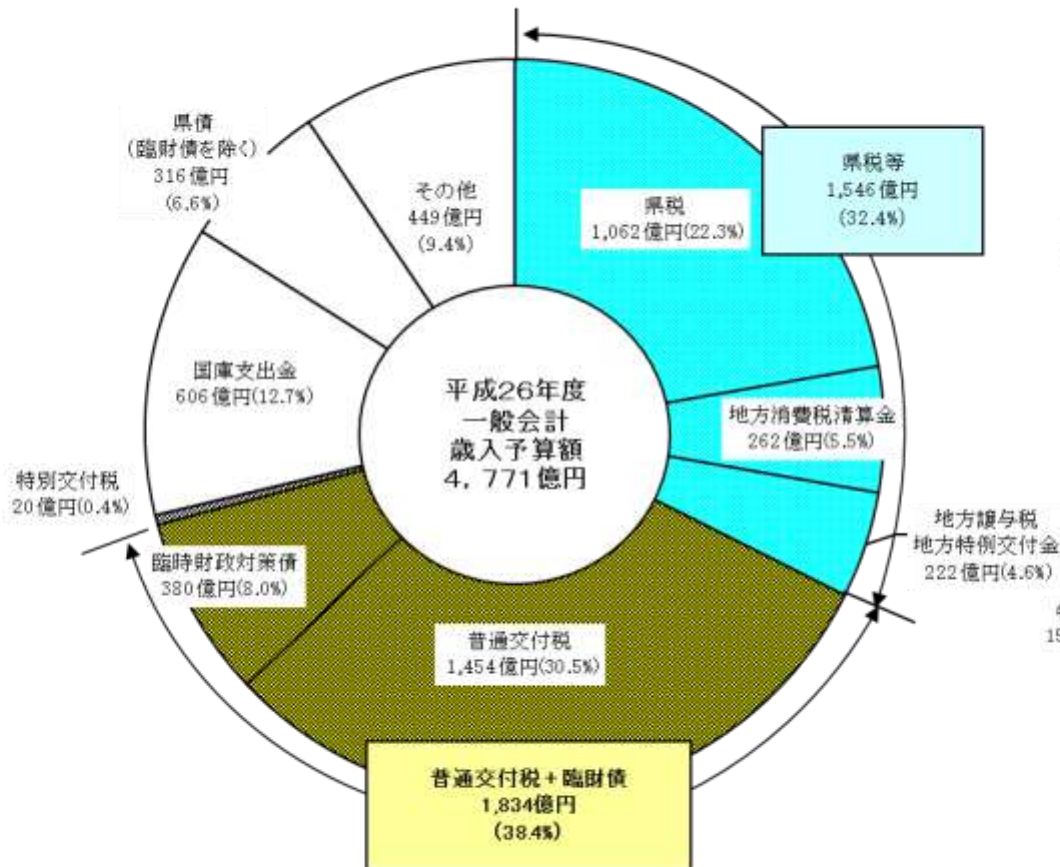 県債
(臨財債を除く)
316億円
(6.6%)
その他
449億円
(9.4%)
県税
1,062億円(22.3%)
県税等
1,546億円
(32.4%)
国庫支出金
606億円(12.7%)
平成26年度
一般会計
歳入予算額
4,771億円
地方消費税清算金
262億円(5.5%)
特別交付税
20億円(0.4%)
地方譲与税
地方特例交付金
222億円(4.6%)
臨時財政対策債
380億円(8.0%)
普通交付税
1,454億円(30.5%)
普通交付税+臨財債
1,834億円
(38.4%)